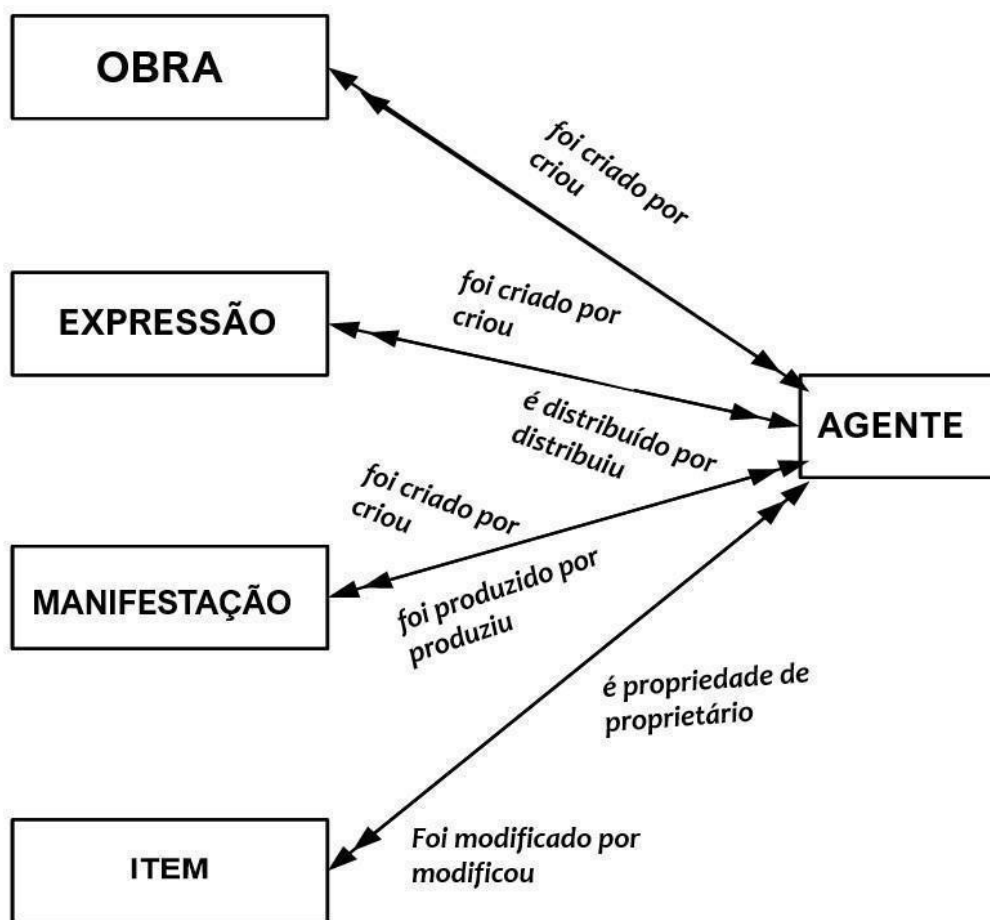 OBRA
foi criado por
criou
EXPRESSÃO
foi criado por
criou
AGENTE
é distribuído por
distribuiu
foi criado por
criou
MANIFESTAÇÃO
foi produzido por
produziu
é propriedade de
proprietário
ITEM
Foi modificado por
modificou